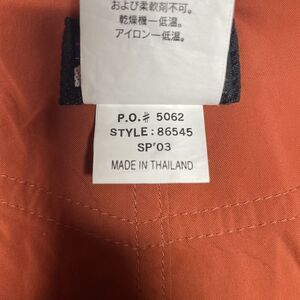 および柔軟剤不可。
乾燥機ー低温。
アイロンー低温。
P.O.# 5062
STYLE: 86545
SP'03
MADE IN THAILAND